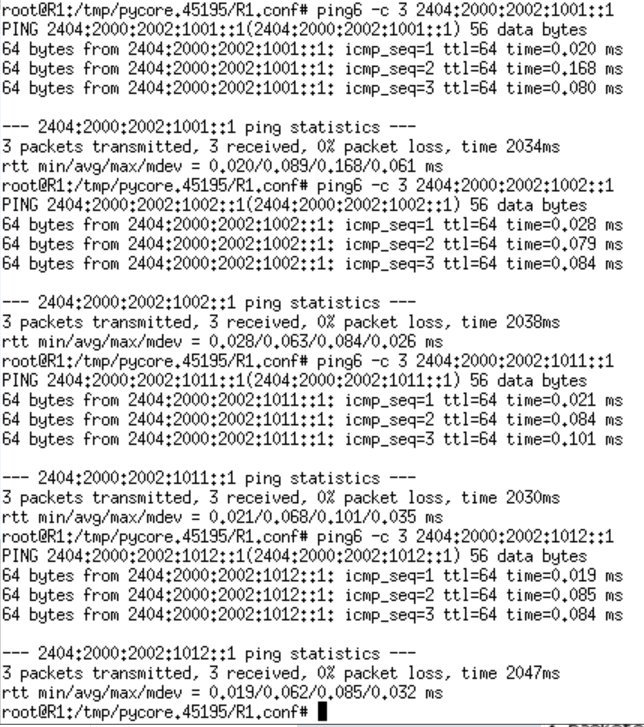 root@R1:/tmp/pycore.45195/R1.conf# ping6 -c 3 2404:2000:2002:1001::1
PING 2404:2000:2002:1001::1(2404:2000:2002:1001::1) 56 data bytes
64 bytes from 2404:2000:2002:1001::1: icmp_seq=1 ttl=64 time=0.020 ms
64 bytes from 2404:2000:2002:1001::1: icmp_seq=2 ttl=64 time=0.168 ms
64 bytes from 2404:2000:2002:1001::1: icmp_seq=3 ttl=64 time=0.080 ms
--- 2404:2000:2002:1001::1 ping statistics ---
3 packets transmitted, 3 received, 0% packet loss, time 2034ms
rtt min/avg/max/mdev = 0.020/0.089/0.168/0.061 ms
root@R1:/tmp/pycore.45195/R1.conf# ping6 -c 3 2404:2000:2002:1002::1
PING 2404:2000:2002:1002::1(2404:2000:2002:1002::1) 56 data bytes
64 bytes from 2404:2000:2002:1002::1: icmp_seq=1 ttl=64 time=0.028 ms
64 bytes from 2404:2000:2002:1002::1: icmp_seq=2 ttl=64 time=0.079 ms
64 bytes from 2404:2000:2002:1002::1: icmp_seq=3 ttl=64 time=0.084 ms
--- 2404:2000:2002:1002::1 ping statistics ---
3 packets transmitted, 3 received, 0% packet loss, time 2038ms
rtt min/avg/max/mdev = 0.028/0.063/0.084/0.026 ms
root@R1:/tmp/pycore.45195/R1.conf# ping6 -c 3 2404:2000:2002:1011::1
PING 2404:2000:2002:1011::1(2404:2000:2002:1011::1) 56 data bytes
64 bytes from 2404:2000:2002:1011::1: icmp_seq=1 ttl=64 time=0.021 ms
64 bytes from 2404:2000:2002:1011::1: icmp_seq=2 ttl=64 time=0.084 ms
64 bytes from 2404:2000:2002:1011::1: icmp_seq=3 ttl=64 time=0.101 ms
--- 2404:2000:2002:1011::1 ping statistics ---
3 packets transmitted, 3 received, 0% packet loss, time 2030ms
rtt min/avg/max/mdev = 0.021/0.068/0.101/0.035 ms
root@R1:/tmp/pycore.45195/R1.conf# ping6 -c 3 2404:2000:2002:1012::1
PING 2404:2000:2002:1012::1(2404:2000:2002:1012::1) 56 data bytes
64 bytes from 2404:2000:2002:1012::1: icmp_seq=1 ttl=64 time=0.019 ms
64 bytes from 2404:2000:2002:1012::1: icmp_seq=2 ttl=64 time=0.085 ms
64 bytes from 2404:2000:2002:1012::1: icmp_seq=3 ttl=64 time=0.084 ms
--- 2404:2000:2002:1012::1 ping statistics ---
3 packets transmitted, 3 received, 0% packet loss, time 2047ms
rtt min/avg/max/mdev = 0.019/0.062/0.085/0.032 ms
root@R1:/tmp/pycore.45195/R1.conf#